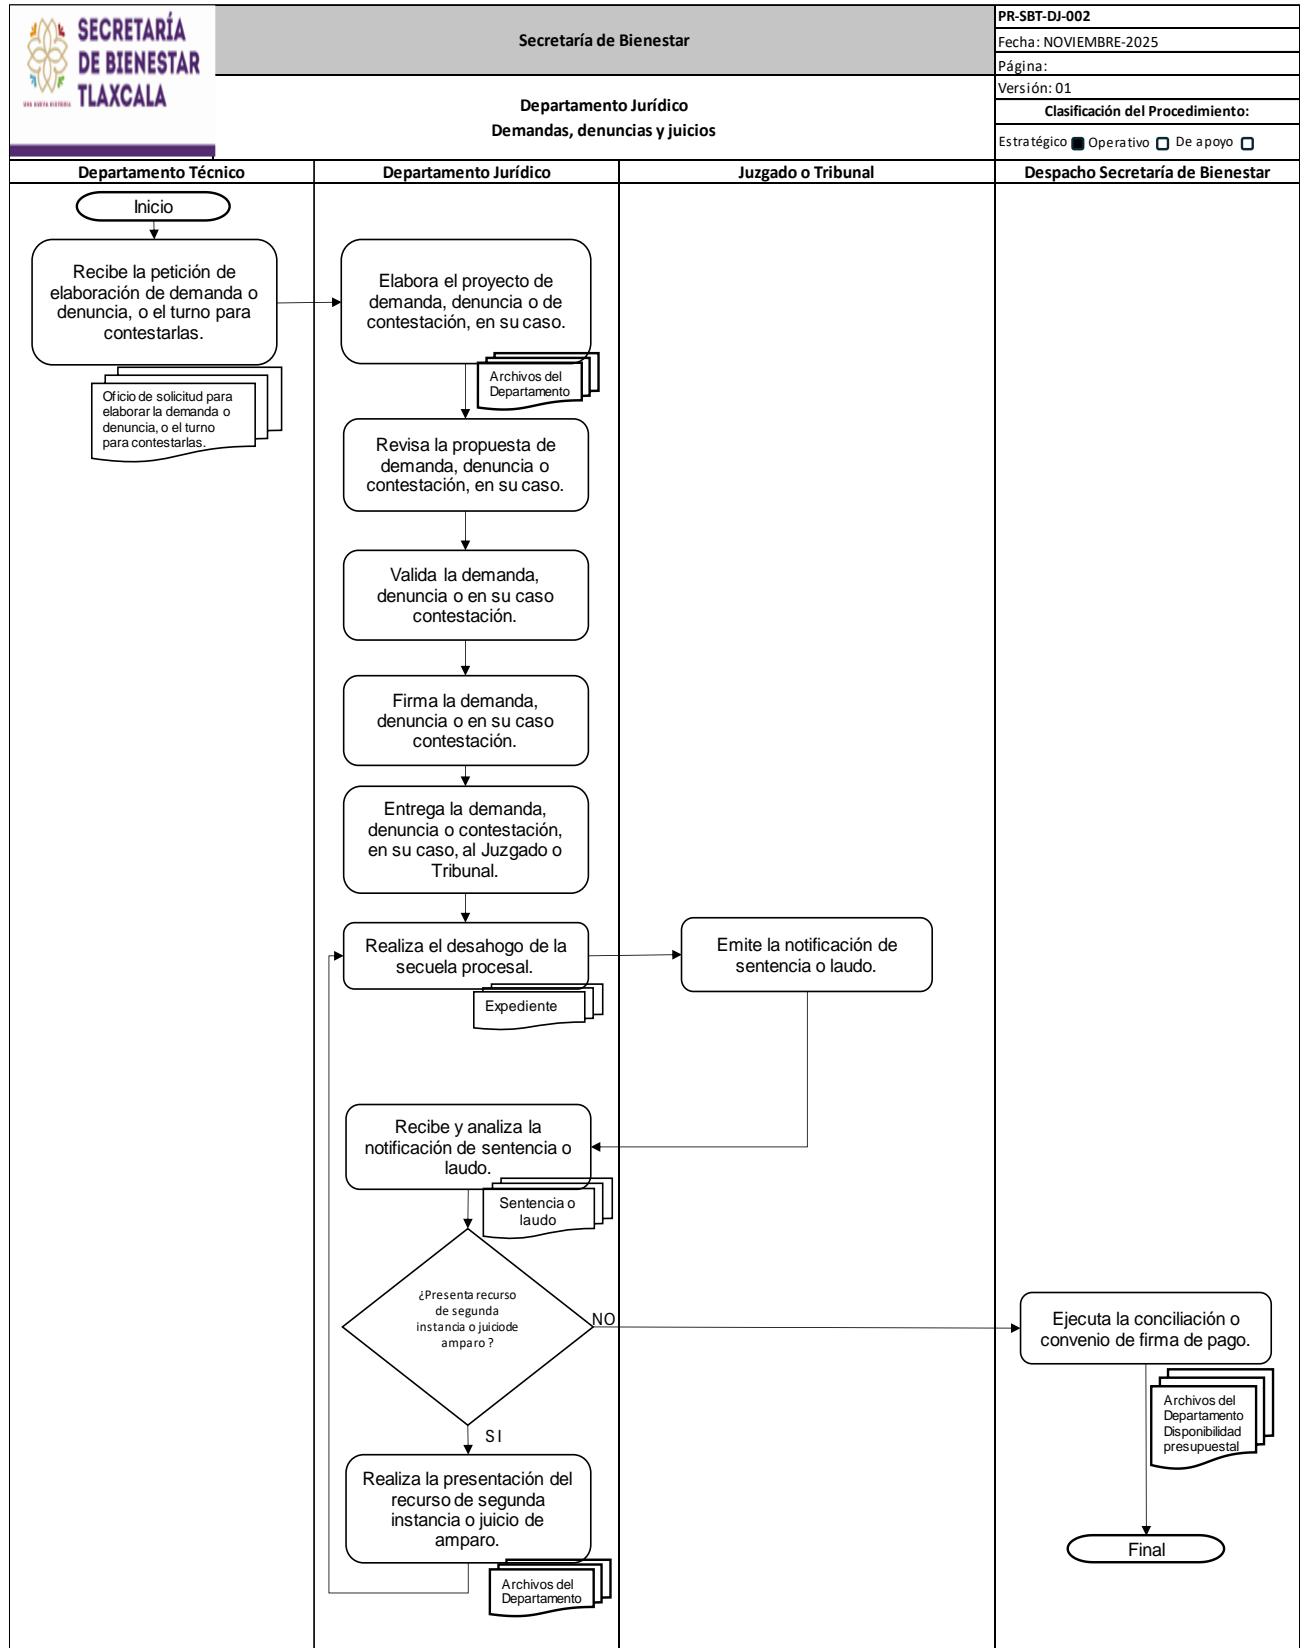 SECRETARÍA
DE BIENESTAR
TLAXCALA
UNA NUEVA HISTORIA
Secretaría de Bienestar
Departamento Jurídico
Demandas, denuncias y juicios
PR-SBT-DJ-002
Fecha: NOVIEMBRE-2025
Página:
Versión: 01
Clasificación del Procedimiento:
Estratégico Operativo De apoyo
Departamento Técnico
Departamento Jurídico
Juzgado o Tribunal
Despacho Secretaría de Bienestar
Inicio
Recibe la petición de
elaboración de demanda o
denuncia, o el turno para
contestarlas.
Oficio de solicitud para
elaborar la demanda o
denuncia, o el turno
para contestarlas.
Elabora el proyecto de
demanda, denuncia o de
contestación, en su caso.
Archivos del
Departamento
Revisa la propuesta de
demanda, denuncia o
contestación, en su caso.
Valida la demanda,
denuncia o en su caso
contestación.
Firma la demanda,
denuncia o en su caso
contestación.
Entrega la demanda,
denuncia o contestación,
en su caso, al Juzgado o
Tribunal.
Realiza el desahogo de la
secuela procesal.
Expediente
Emite la notificación de
sentencia o laudo.
Recibe y analiza la
notificación de sentencia o
laudo.
Sentencia o
laudo
¿Presenta recurso
de segunda
instancia o juiciode
amparo ?
NO
SI
Ejecuta la conciliación o
convenio de firma de pago.
Archivos del
Departamento
Disponibilidad
presupuestal
Realiza la presentación del
recurso de segunda
instancia o juicio de
amparo.
Archivos del
Departamento
Final